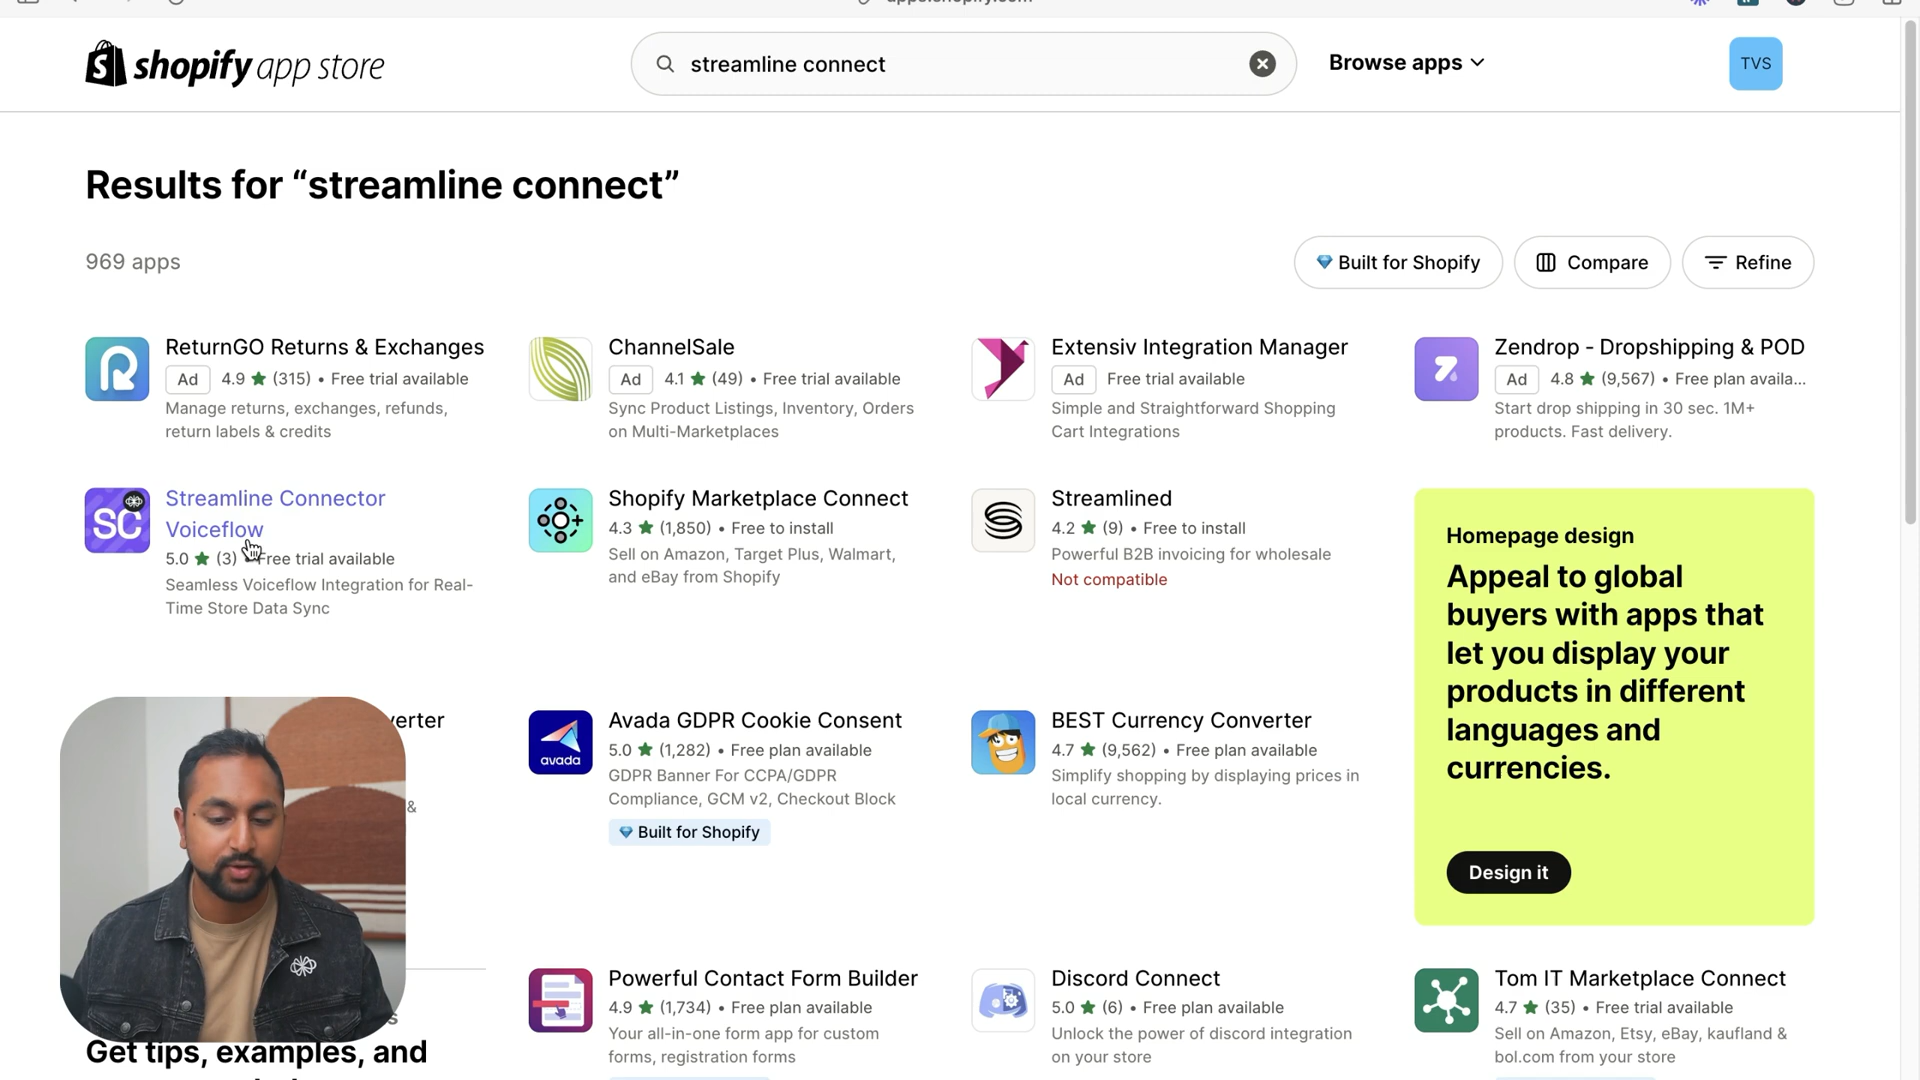 shopify app store
streamline connect
Browse apps
TVS
Results for “streamline connect”
969 apps
Built for Shopify
Compare
Refine
ReturnGO Returns & Exchanges
Ad 4.9 ★ (315) • Free trial available
Manage returns, exchanges, refunds,
return labels & credits
ChannelSale
Ad 4.1 ★ (49) • Free trial available
Sync Product Listings, Inventory, Orders
on Multi-Marketplaces
Extensiv Integration Manager
Ad Free trial available
Simple and Straightforward Shopping
Cart Integrations
Zendrop - Dropshipping & POD
Ad 4.8 ★ (9,567) • Free plan availa...
Start drop shipping in 30 sec. 1M+
products. Fast delivery.
SC
Streamline Connector
Voiceflow
5.0 ★ (3) Free trial available
Seamless Voiceflow Integration for Real-
Time Store Data Sync
Shopify Marketplace Connect
4.3 ★ (1,850) • Free to install
Sell on Amazon, Target Plus, Walmart,
and eBay from Shopify
Streamlined
4.2 ★ (9) • Free to install
Powerful B2B invoicing for wholesale
Not compatible
Homepage design
Appeal to global
buyers with apps that
let you display your
products in different
languages and
currencies.
Design it
verter
&
avada
Avada GDPR Cookie Consent
5.0 ★ (1,282) • Free plan available
GDPR Banner For CCPA/GDPR
Compliance, GCM v2, Checkout Block
Built for Shopify
BEST Currency Converter
4.7 ★ (9,562) • Free plan available
Simplify shopping by displaying prices in
local currency.
s
Get tips, examples, and
Powerful Contact Form Builder
4.9 ★ (1,734) • Free plan available
Your all-in-one form app for custom
forms, registration forms
Discord Connect
5.0 ★ (6) • Free plan available
Unlock the power of discord integration
on your store
Tom IT Marketplace Connect
4.7 ★ (35) • Free trial available
Sell on Amazon, Etsy, eBay, kaufland &
bol.com from your store